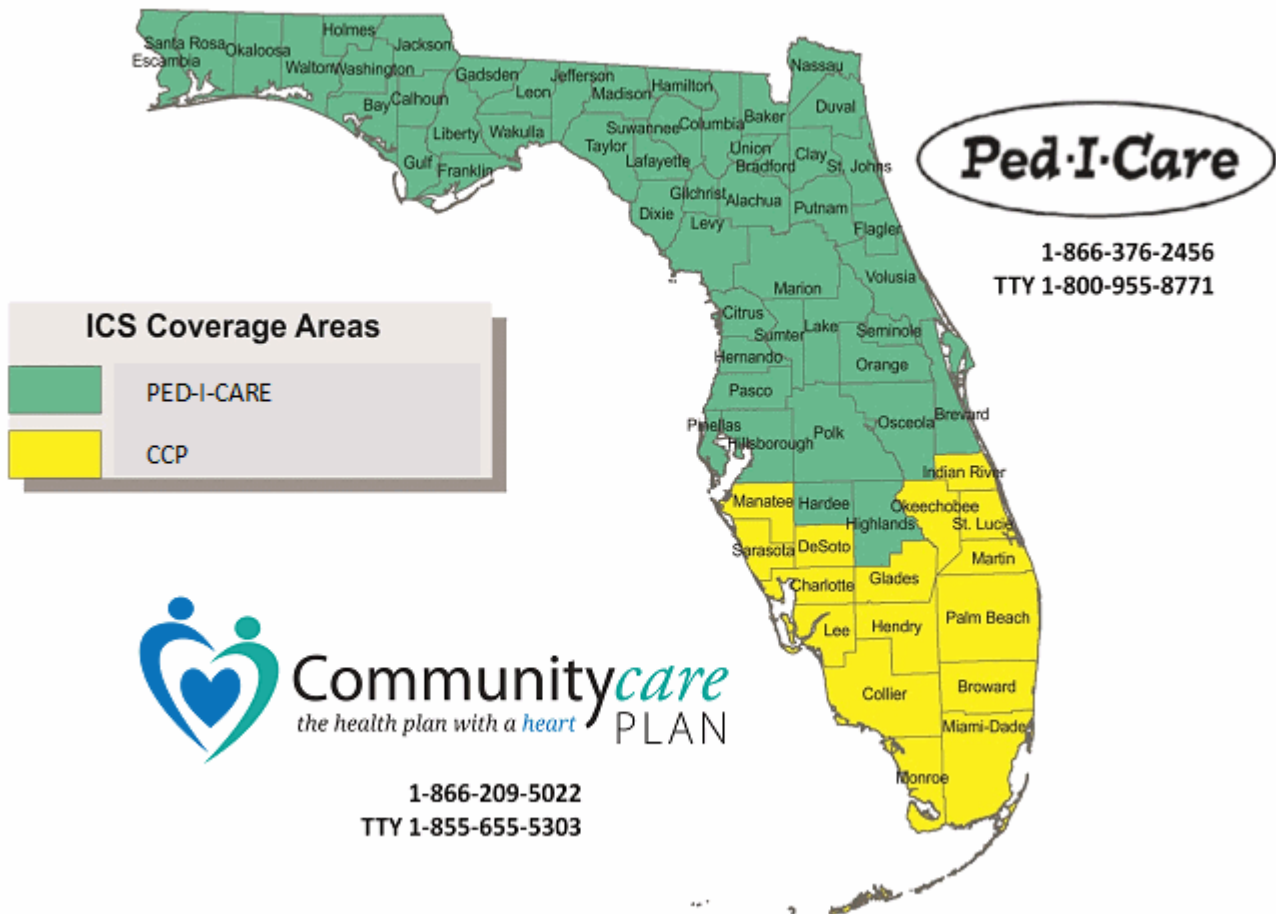 Holmes
Santa Rosa
Okaloosa
Jackson
Escambia
Walton
Washington
Gadsden
Jefferson
Hamilton
Nassau
Leon
Madison
Bay
Calhoun
Duval
Liberty
Wakulla
Suwannee
Columbia
Baker
Taylor
Union
Gulf
Franklin
Lafayette
Bradford
Clay
St. Johns
Gilchrist
Alachua
Putnam
Dixie
Levy
Flagler
Volusia
Marion
Citrus
Sumter
Lake
Seminole
Hernando
Orange
Pasco
Pinellas
Hillsborough
Polk
Osceola
Brevard
Indian River
Manatee
Hardee
Okeechobee
Highlands
St. Lucie
Sarasota
DeSoto
Martin
Charlotte
Glades
Lee
Hendry
Palm Beach
Collier
Broward
Miami-Dade
Monroe
Ped·I·Care
1-866-376-2456
TTY 1-800-955-8771
ICS Coverage Areas
PED-I-CARE
CCP
Communitycare
the health plan with a heart
PLAN
1-866-209-5022
TTY 1-855-655-5303